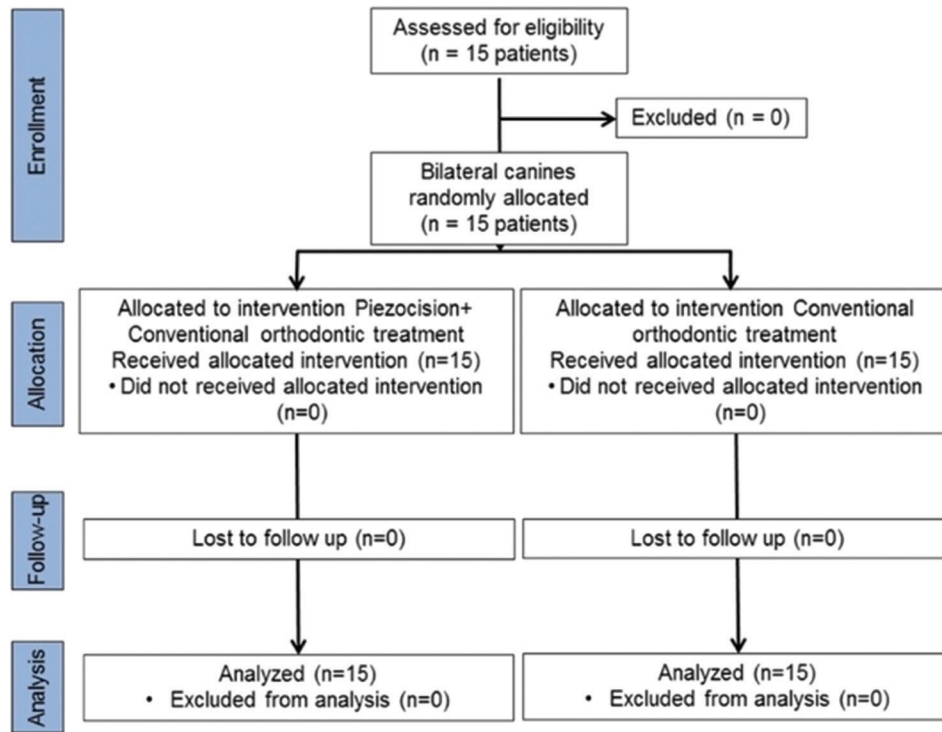 Enrollment
Assessed for eligibility
(n = 15 patients)
Excluded (n = 0)
Bilateral canines
randomly allocated
(n = 15 patients)
Allocation
Allocated to intervention Piezocision+
Conventional orthodontic treatment
Received allocated intervention (n=15)
• Did not received allocated intervention
(n=0)
Allocated to intervention Conventional
orthodontic treatment
Received allocated intervention (n=15)
• Did not received allocated intervention
(n=0)
Follow-up
Lost to follow up (n=0)
Lost to follow up (n=0)
Analysis
Analyzed (n=15)
• Excluded from analysis (n=0)
Analyzed (n=15)
• Excluded from analysis (n=0)